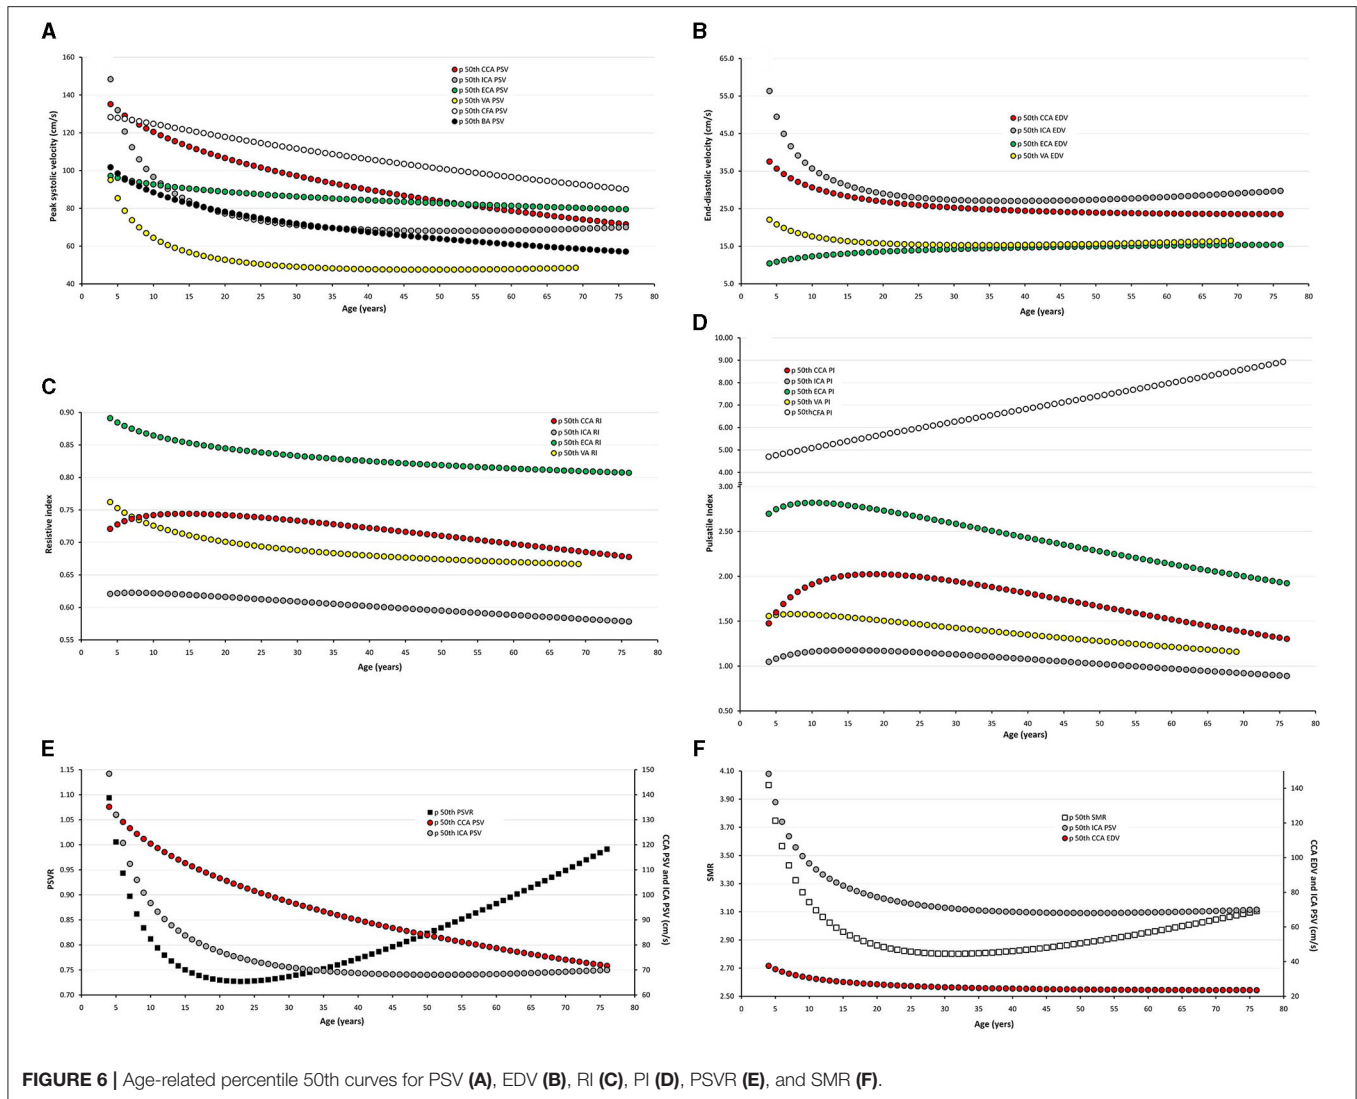 A
160
140
120
100
80
60
40
Peak systolic velocity (cm/s)
p 50th CCA PSV
p 50th ICA PSV
p 50th ECA PSV
p 50th VA PSV
p 50th CFA PSV
p 50th BA PSV
0 5 10 15 20 25 30 35 40 45 50 55 60 65 70 75 80
Age (years)
B
65.0
55.0
45.0
35.0
25.0
15.0
5.0
End-diastolic velocity (cm/s)
p 50th CCA EDV
p 50th ICA EDV
p 50th ECA EDV
p 50th VA EDV
0 5 10 15 20 25 30 35 40 45 50 55 60 65 70 75 80
Age (years)
C
0.90
0.85
0.80
0.75
0.70
0.65
0.60
0.55
Resistive index
p 50th CCA RI
p 50th ICA RI
p 50th ECA RI
p 50th VA RI
0 5 10 15 20 25 30 35 40 45 50 55 60 65 70 75 80
Age (years)
D
10.00
9.00
8.00
7.00
6.00
5.00
4.00
3.00
2.50
2.00
1.50
1.00
0.50
Pulsatile Index
p 50th CCA PI
p 50th ICA PI
p 50th ECA PI
p 50th VA PI
p 50thCFA PI
0 5 10 15 20 25 30 35 40 45 50 55 60 65 70 75 80
Age (years)
E
1.15
1.10
1.05
1.00
0.95
0.90
0.85
0.80
0.75
0.70
PSVR
p 50th PSVR
p 50th CCA PSV
p 50th ICA PSV
150
140
130
120
110
100
90
80
70
60
CCA PSV and ICA PSV (cm/s)
0 5 10 15 20 25 30 35 40 45 50 55 60 65 70 75 80
Age (years)
F
4.10
3.90
3.70
3.50
3.30
3.10
2.90
2.70
2.50
SMR
p 50th SMR
p 50th ICA PSV
p 50th CCA EDV
140
120
100
80
60
40
20
CCA EDV and ICA PSV (cm/s)
0 5 10 15 20 25 30 35 40 45 50 55 60 65 70 75 80
Age (yers)
FIGURE 6 | Age-related percentile 50th curves for PSV (A), EDV (B), RI (C), PI (D), PSVR (E), and SMR (F).